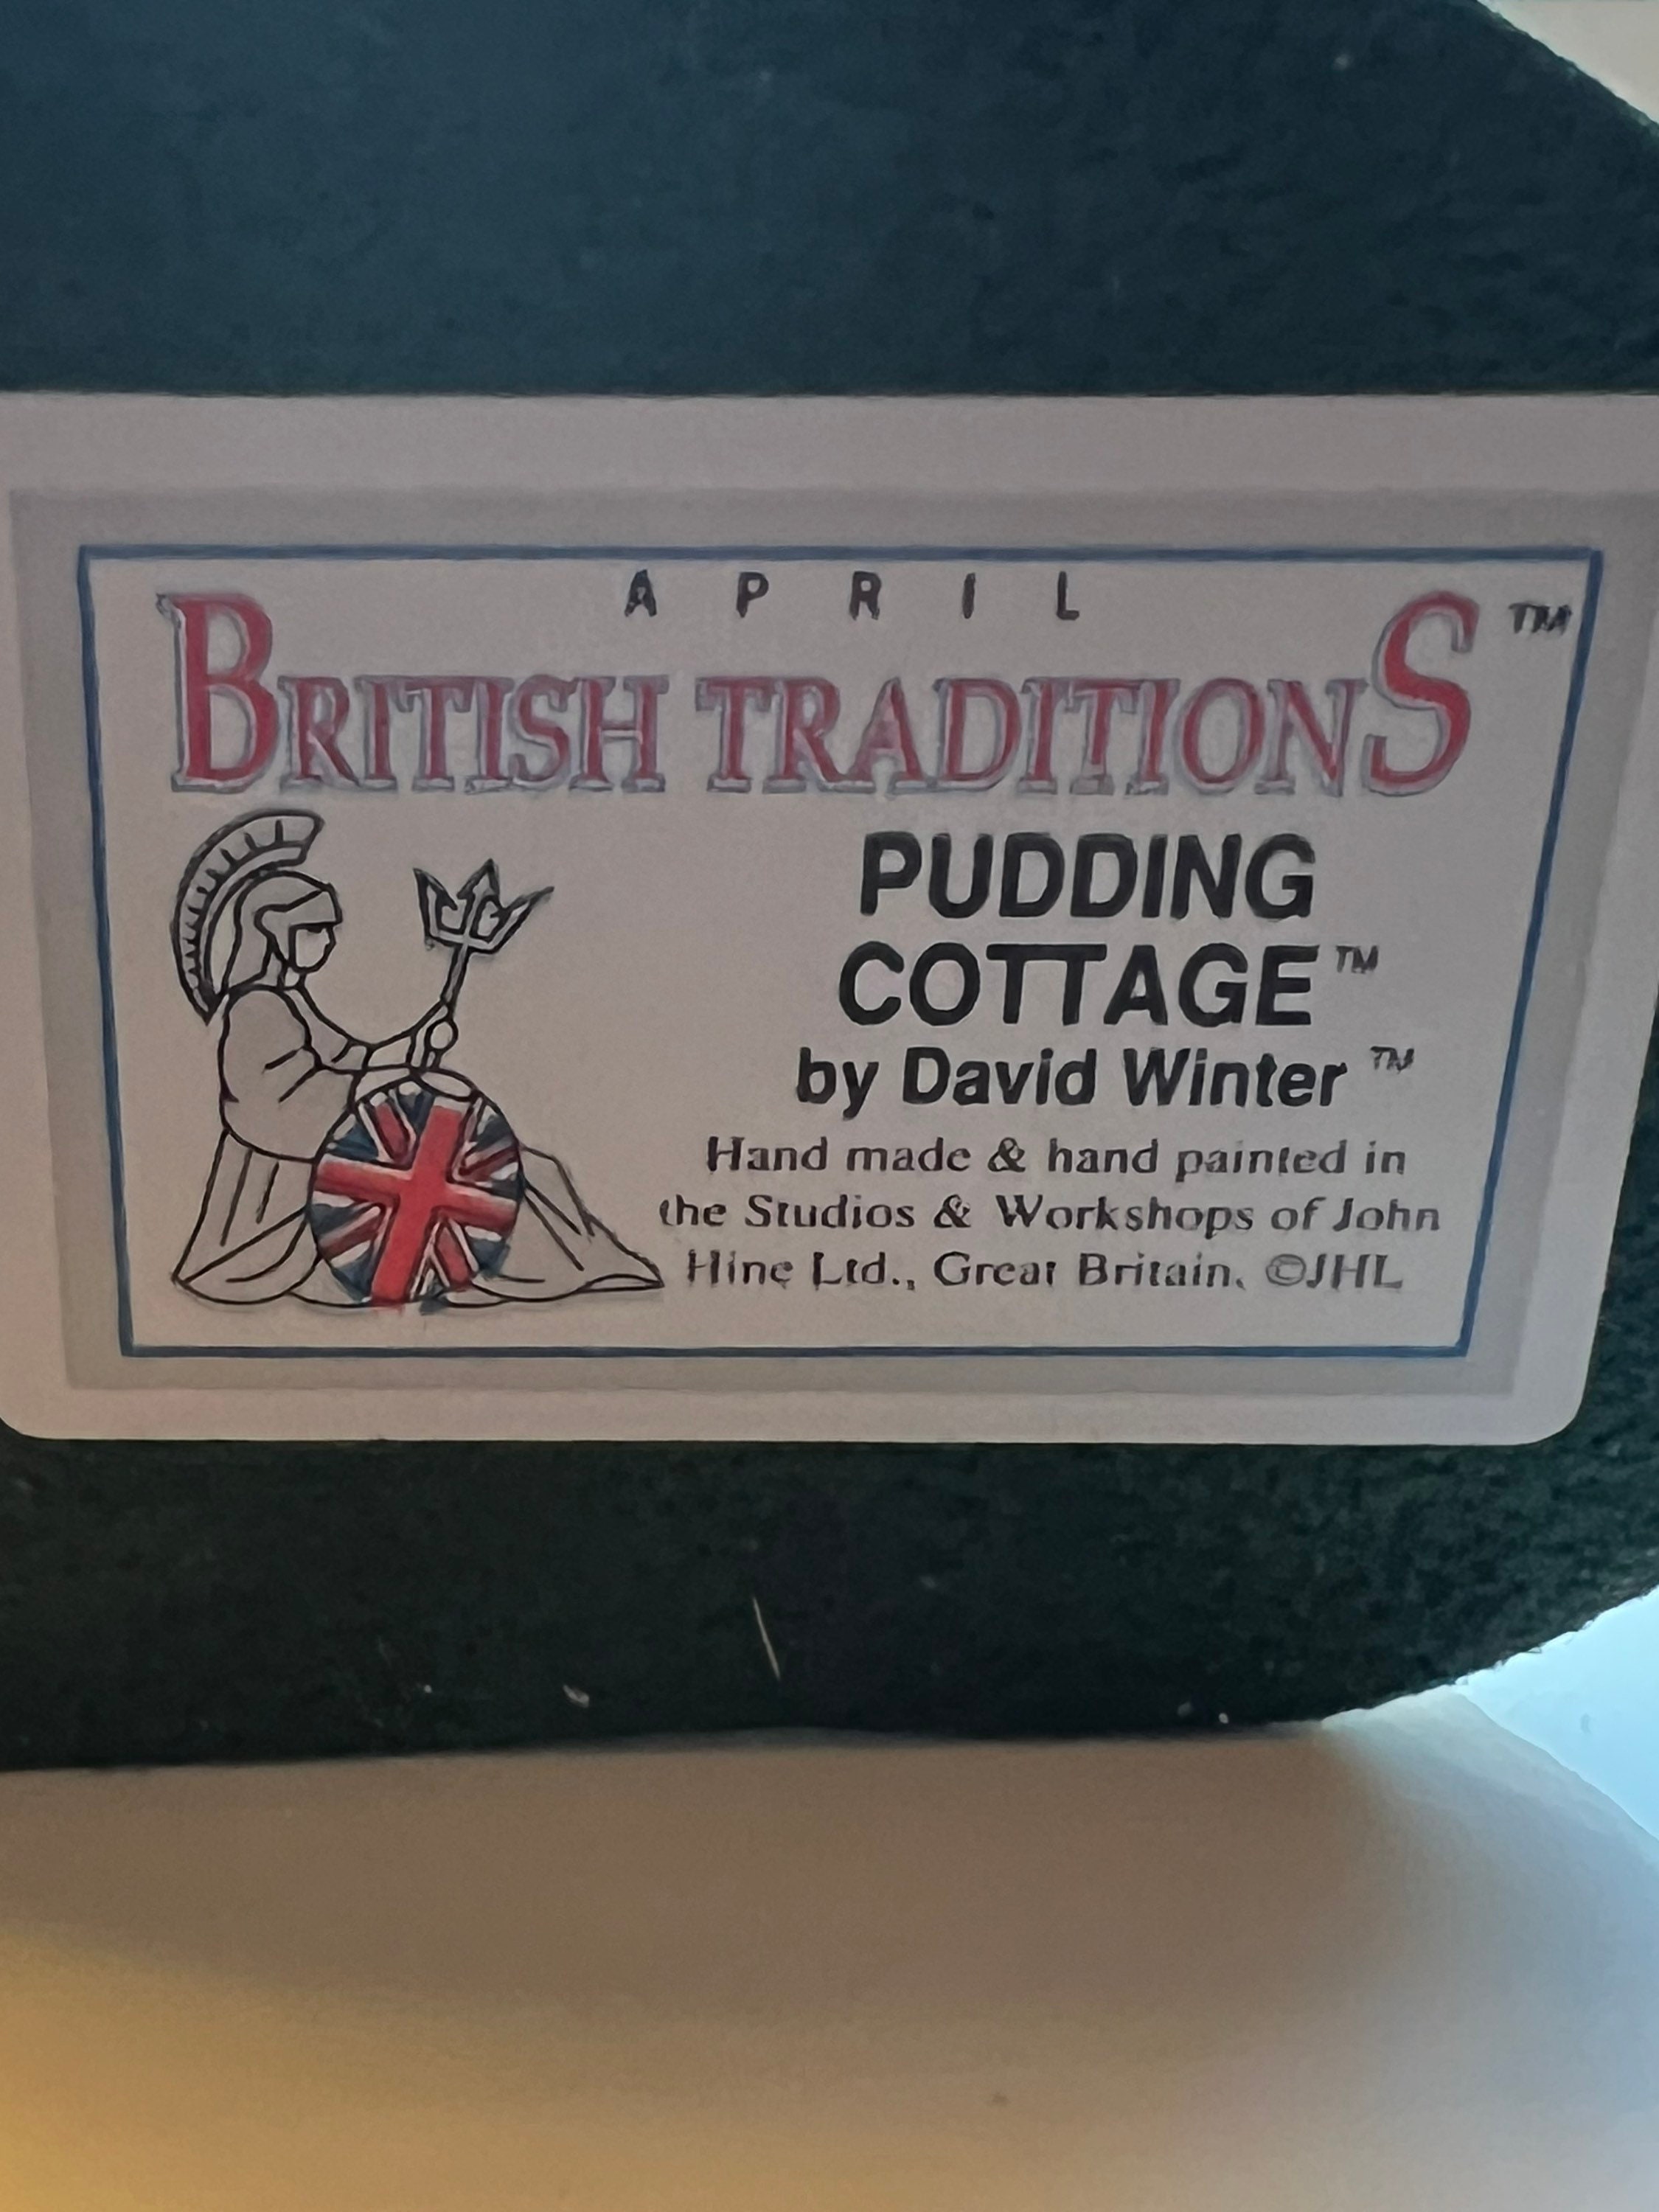 APRIL
BRITISH TRADITIONS™
PUDDING
COTTAGE™
by David Winter™
Hand made & hand painted in
the Studios & Workshops of John
Hine Ltd., Great Britain. ©JHL